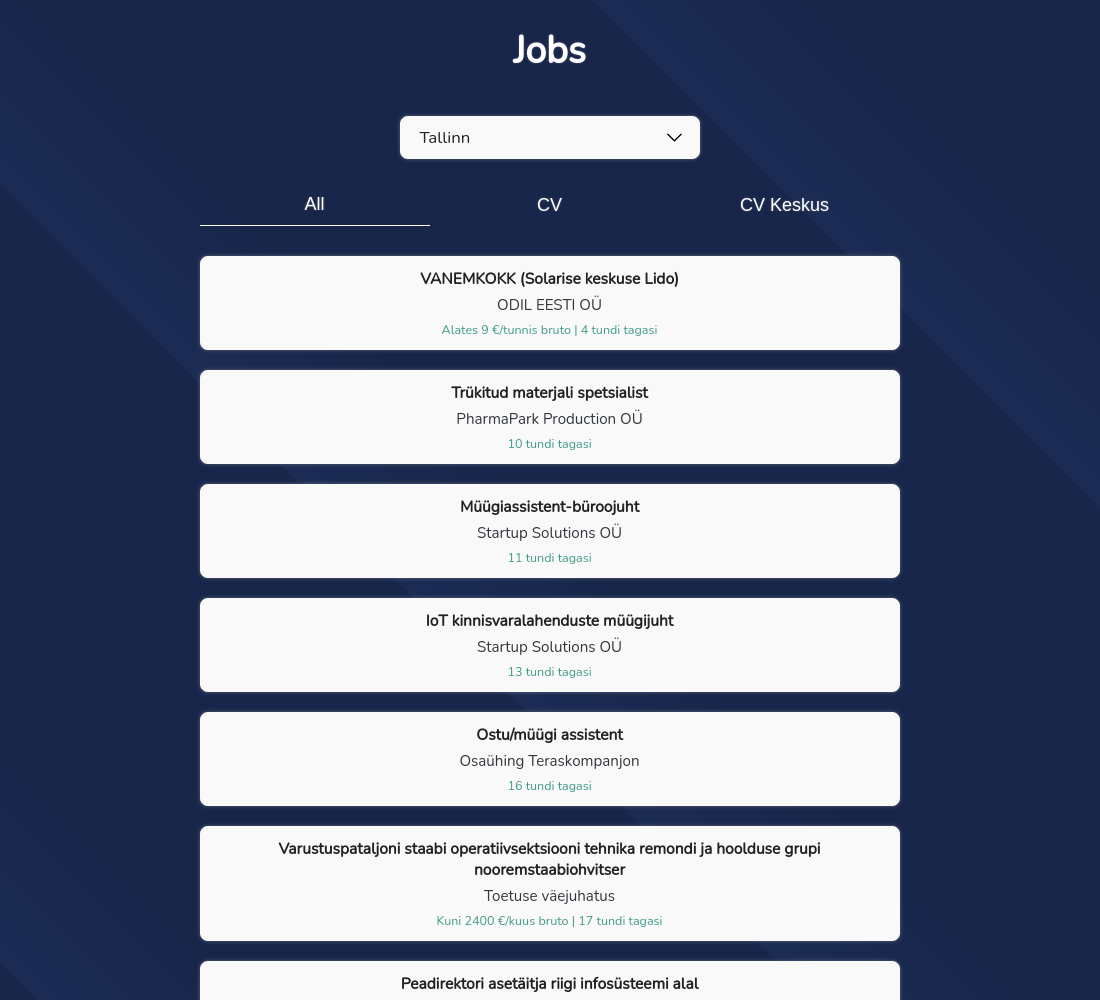 Jobs
Tallinn
All
CV
CV Keskus
VANEMKOKK (Solarise keskuse Lido)
ODIL EESTI OÜ
Alates 9 €/tunnis bruto | 4 tundi tagasi
Trükitud materjali spetsialist
PharmaPark Production OÜ
10 tundi tagasi
Müügiassistent-büroojuht
Startup Solutions OÜ
11 tundi tagasi
IoT kinnisvaralahenduste müügijuht
Startup Solutions OÜ
13 tundi tagasi
Ostu/müügi assistent
Osaühing Teraskompanjon
16 tundi tagasi
Varustuspataljoni staabi operatiivsektsiooni tehnika remondi ja hoolduse grupi
nooremstaabiohvitser
Toetuse väejuhatus
Kuni 2400 €/kuus bruto | 17 tundi tagasi
Peadirektori asetäitja riigi infosüsteemi alal